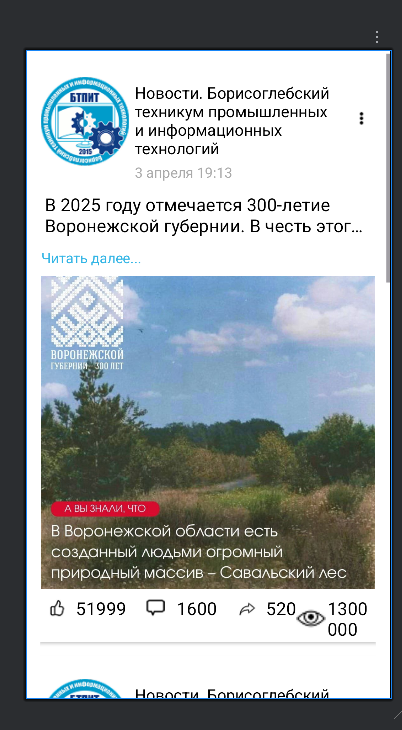 БТПИТ
2015
Новости. Борисоглебский
техникум промышленных
и информационных
технологий
3 апреля 19:13
В 2025 году отмечается 300-летие
Воронежской губернии. В честь этог...
Читать далее...
ВОРОНЕЖСКОЙ
ГУБЕРНИИ 300 ЛЕТ
А ВЫ ЗНАЛИ, ЧТО
В Воронежской области есть
созданный людьми огромный
природный массив – Савальский лес
51999 1600 520 1300
000
Новости. Борисоглебский